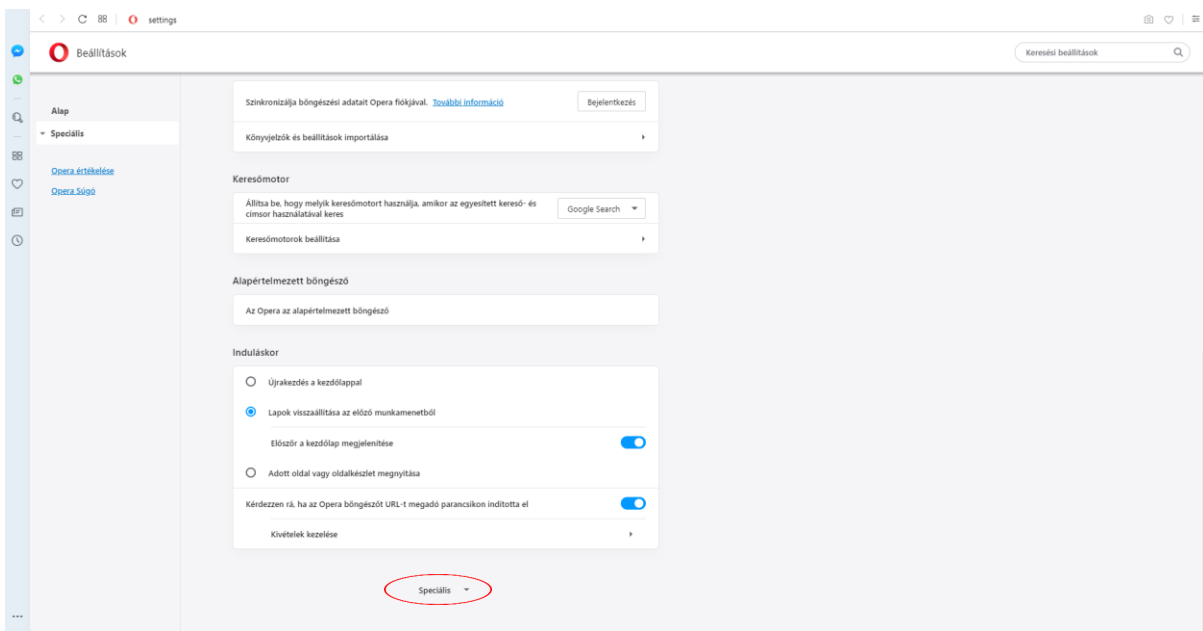 settings
Beállítások
Keresési beállítások
Alap
Speciális
Opera értékelése
Opera Súgó
Szinkronizálja böngészési adatait Opera fiókjával. További információ
Bejelentkezés
Könyvjelzők és beállítások importálása
Keresőmotor
Állítsa be, hogy melyik keresőmotort használja, amikor az egyesített kereső- és
címsor használatával keres
Google Search
Keresőmotorok beállítása
Alapértelmezett böngésző
Az Opera az alapértelmezett böngésző
Induláskor
Újrakezdés a kezdőlappal
Lapok visszaállítása az előző munkamenetből
Először a kezdőlap megjelenítése
Adott oldal vagy oldalkészlet megnyitása
Kérdezzen rá, ha az Opera böngészőt URL-t megadó parancsikon indította el
Kivételek kezelése
Speciális